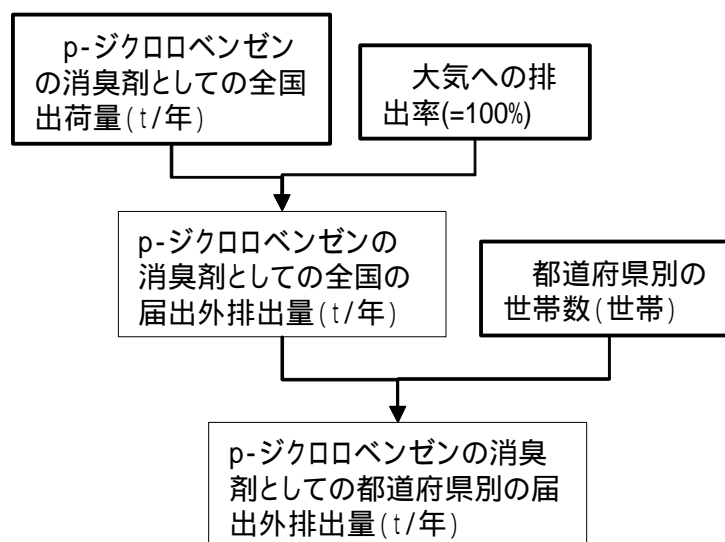 p-ジクロロベンゼン
の消臭剤としての全国
出荷量(t/年)
大気への排
出率(=100%)
p-ジクロロベンゼンの
消臭剤としての全国の
届出外排出量(t/年)
都道府県別の
世帯数(世帯)
p-ジクロロベンゼンの消臭
剤としての都道府県別の届
出外排出量(t/年)